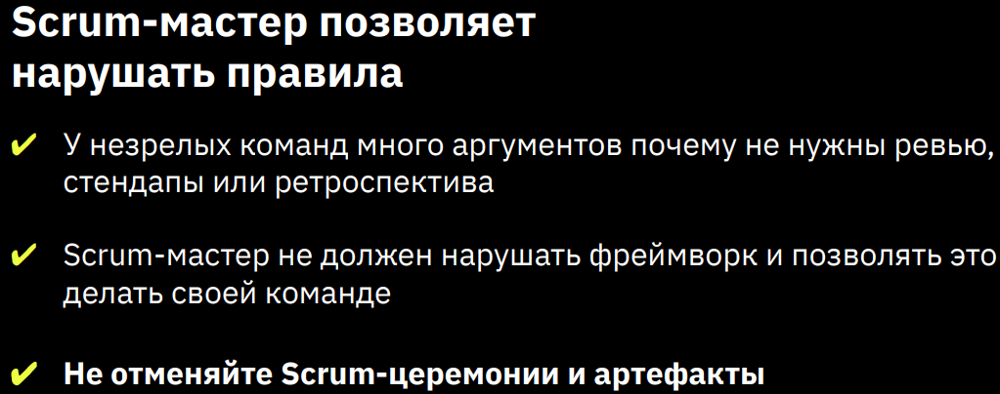 Scrum-мастер позволяет
нарушать правила
✔ У незрелых команд много аргументов почему не нужны ревью,
стендапы или ретроспектива
✔ Scrum-мастер не должен нарушать фреймворк и позволять это
делать своей команде
✔ Не отменяйте Scrum-церемонии и артефакты